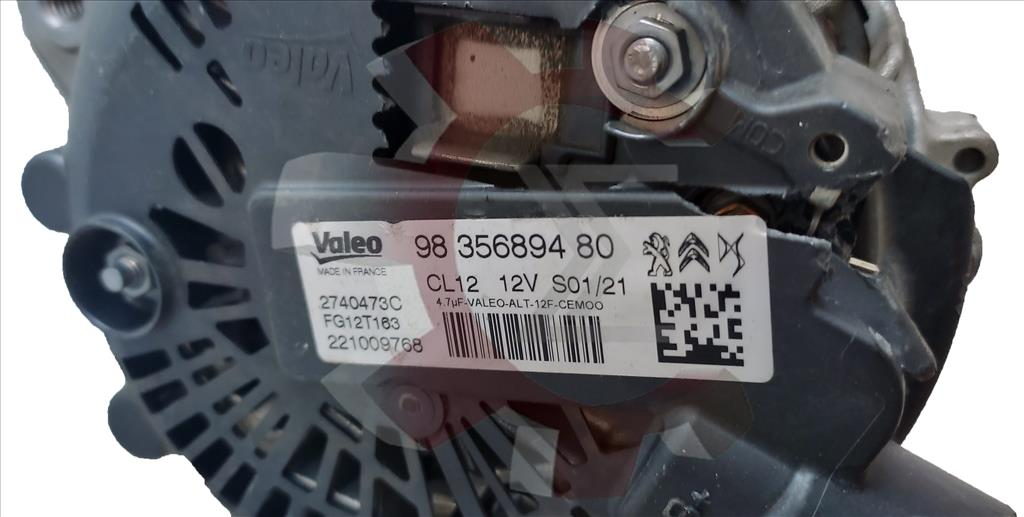 Valeo
COM
Valeo 98 356894 80
MADE IN FRANCE
CL12 12V S01/21
2740473C
4.7µF-VALEO-ALT-12F-CEMOO
FG12T163
221009768